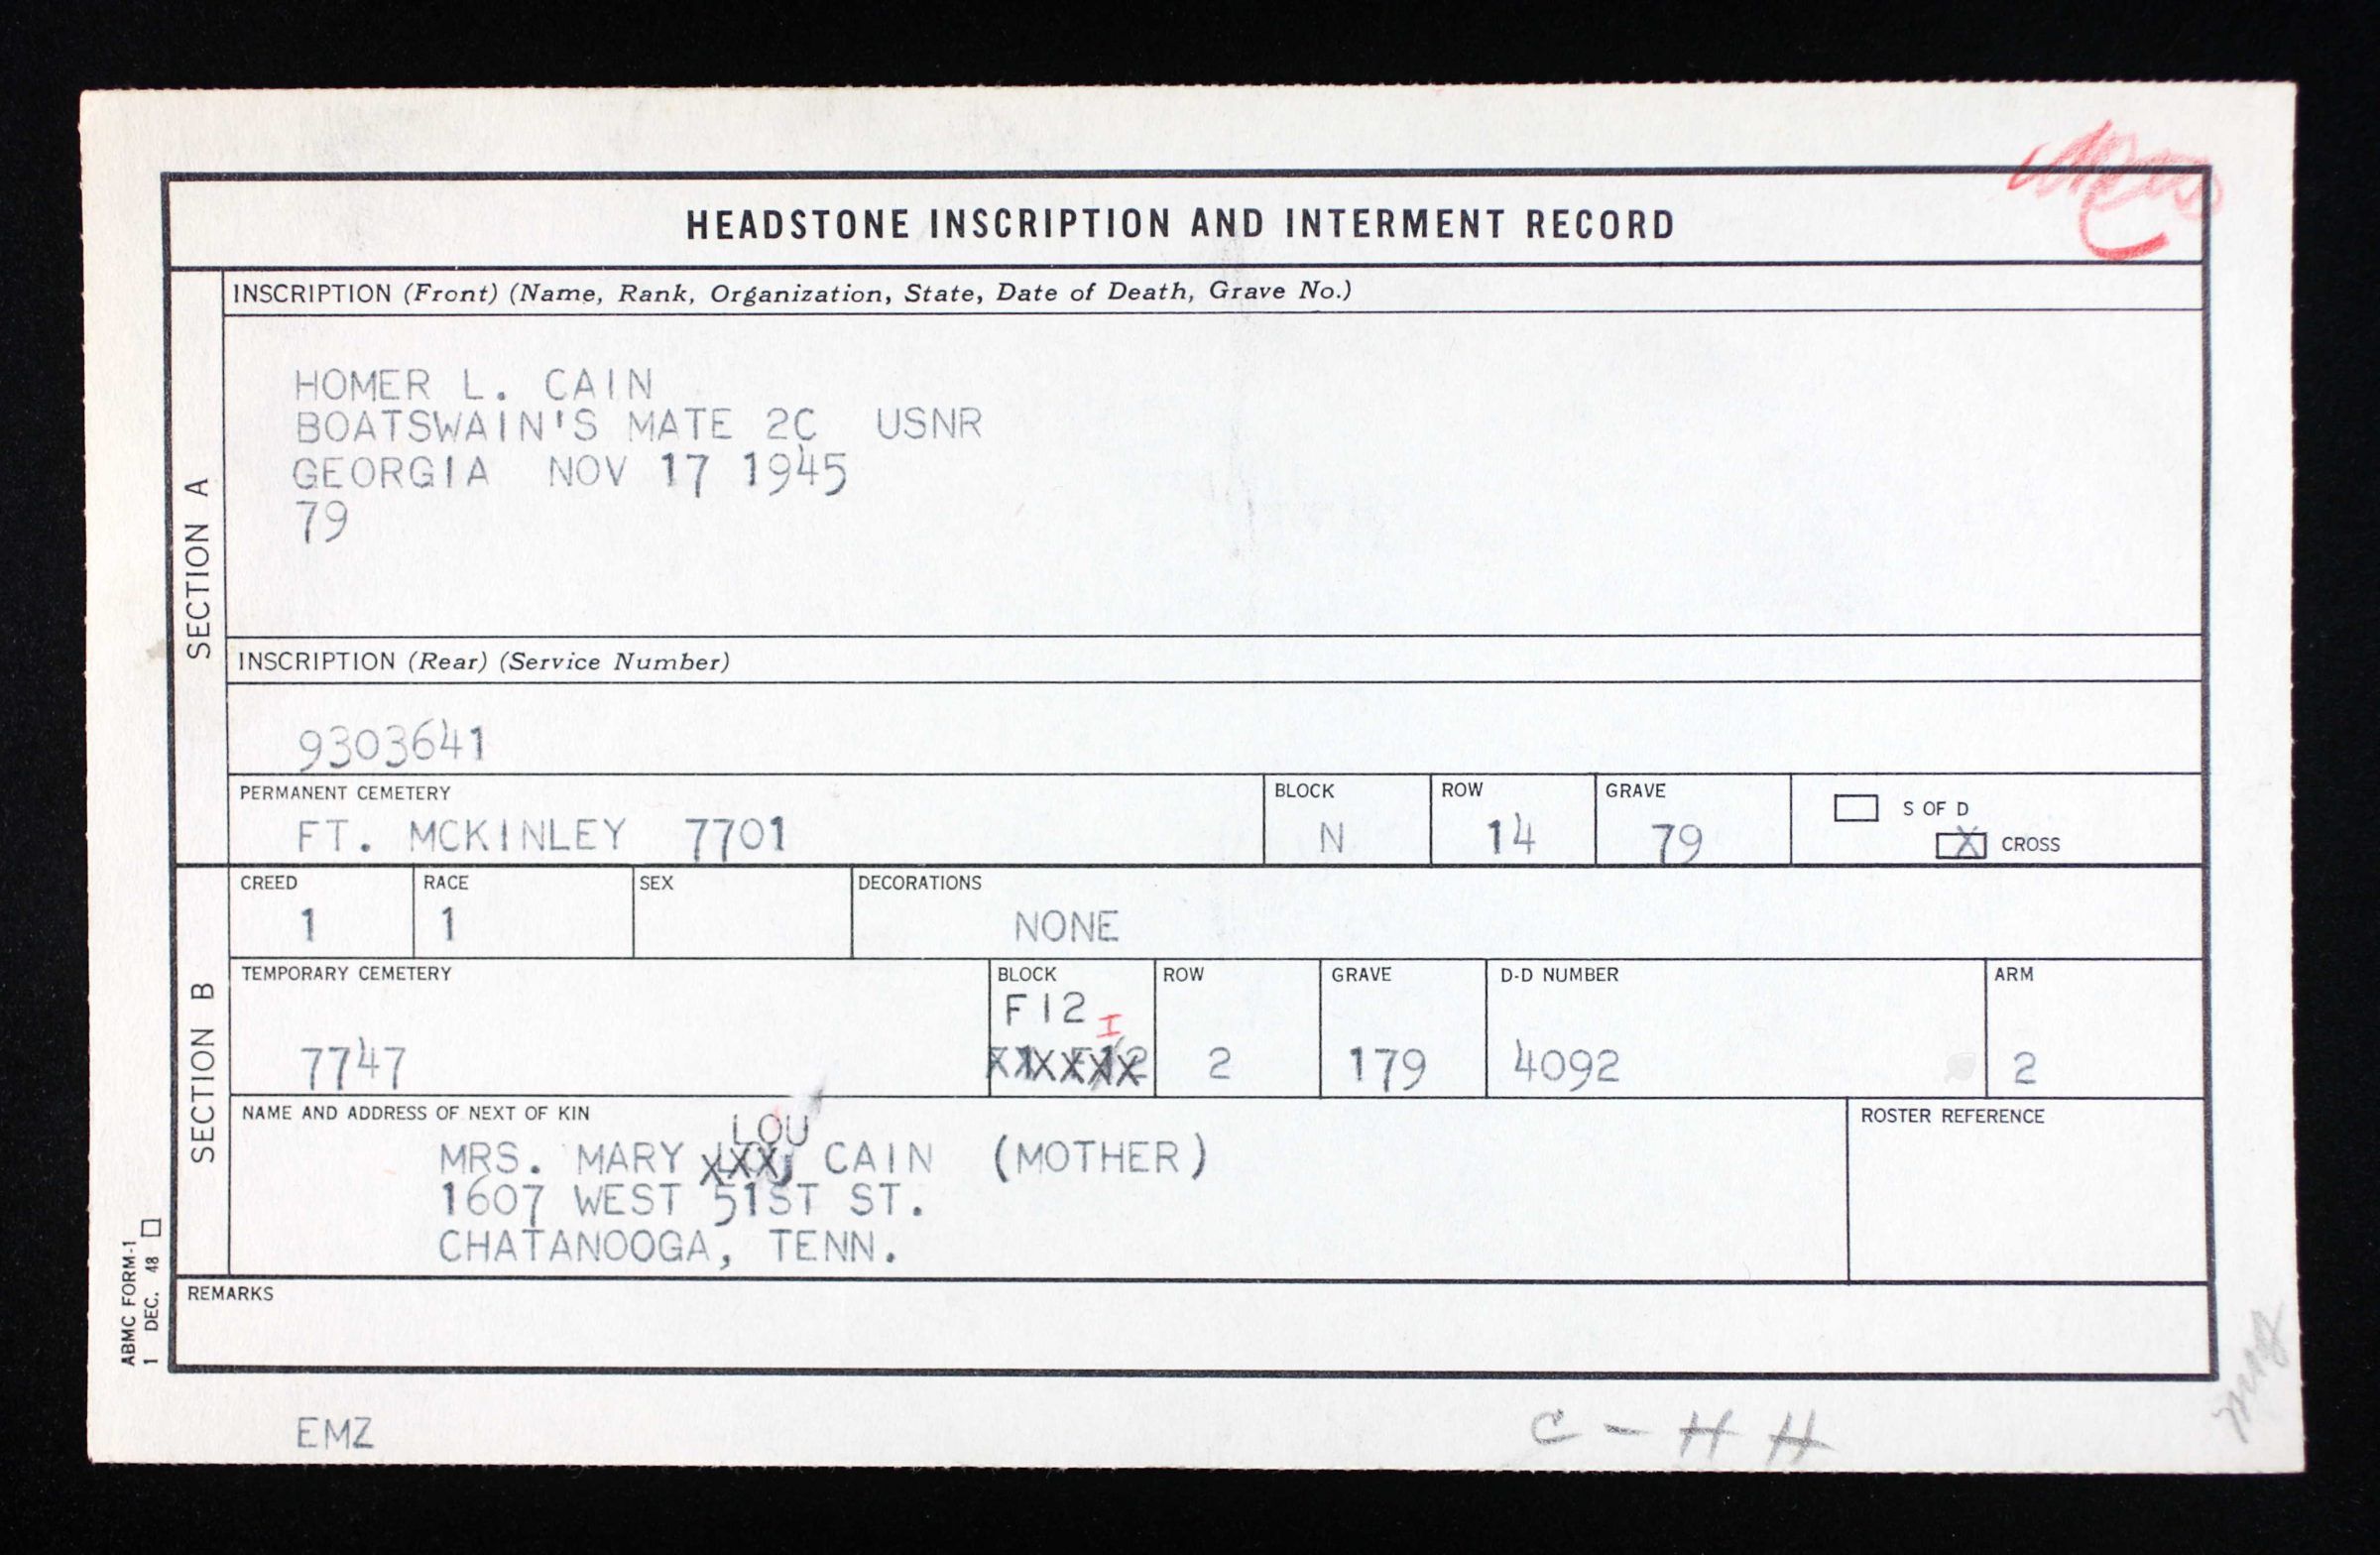 HEADSTONE INSCRIPTION AND INTERMENT RECORD
SECTION A
INSCRIPTION (Front) (Name, Rank, Organization, State, Date of Death, Grave No.)
HOMER L. CAIN
BOATSWAIN'S MATE 2C USNR
GEORGIA NOV 17 1945
79
INSCRIPTION (Rear) (Service Number)
9303641
PERMANENT CEMETERY BLOCK ROW GRAVE S OF D
FT. MCKINLEY 7701 N 14 79 X CROSS
SECTION B
CREED RACE SEX DECORATIONS
1 1 NONE
TEMPORARY CEMETERY BLOCK ROW GRAVE D-D NUMBER ARM
F12
I
7747 2 179 4092 2
NAME AND ADDRESS OF NEXT OF KIN ROSTER REFERENCE
LOU
MRS. MARY CAIN (MOTHER)
1607 WEST 51ST ST.
CHATANOOGA, TENN.
REMARKS
ABMC FORM-1
1 DEC. 48
EMZ
C - H H